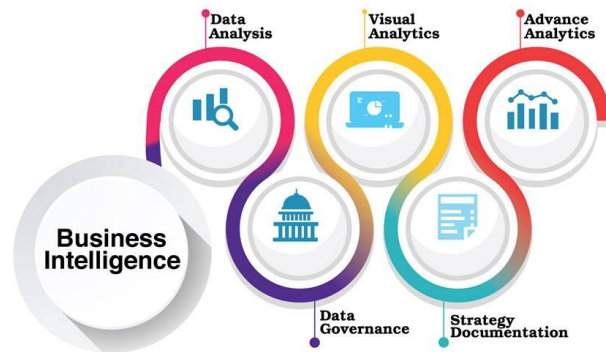 Data
Analysis
Visual
Analytics
Advance
Analytics
Business
Intelligence
Data
Governance
Strategy
Documentation